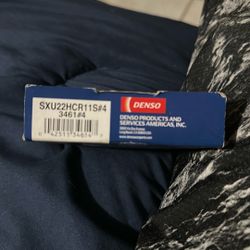 SXU22HCR11S#4
3461#4
DENSO
DENSO PRODUCTS AND
SERVICES AMERICAS, INC.